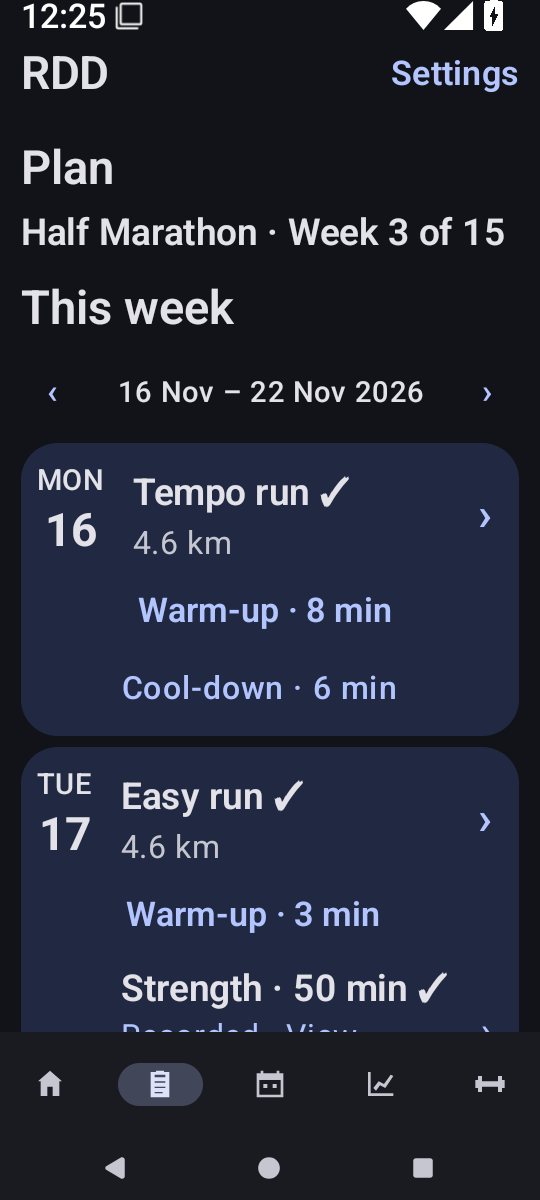 12:25
RDD
Settings
Plan
Half Marathon · Week 3 of 15
This week
‹ 16 Nov – 22 Nov 2026 ›
MON
16
Tempo run ✓
4.6 km
›
Warm-up · 8 min
Cool-down · 6 min
TUE
17
Easy run ✓
4.6 km
›
Warm-up · 3 min
Strength · 50 min ✓
Recorded · View